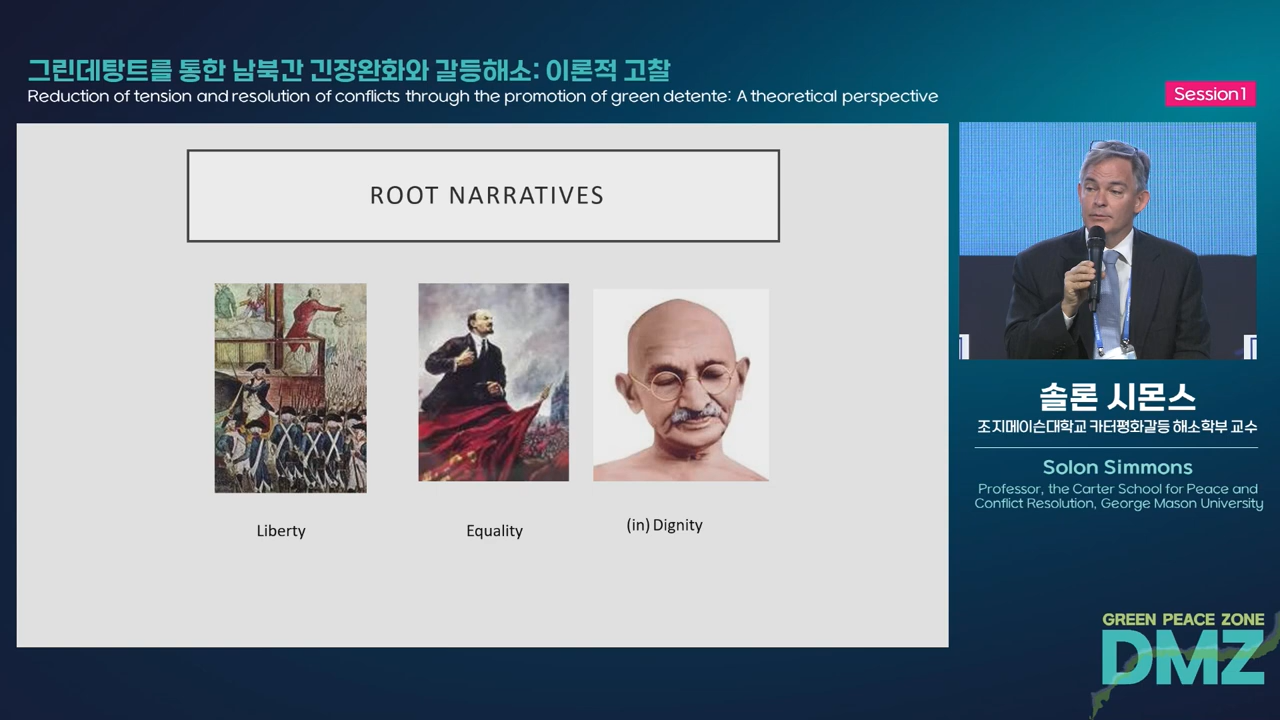 그린데탕트를 통한 남북간 긴장완화와 갈등해소: 이론적 고찰
Reduction of tension and resolution of conflicts through the promotion of green detente: A theoretical perspective
Session1
ROOT NARRATIVES
Liberty
Equality
(in) Dignity
솔론 시몬스
조지메이슨대학교 카터평화갈등 해소학부 교수
Solon Simmons
Professor, the Carter School for Peace and
Conflict Resolution, George Mason University
GREEN PEACE ZONE
DMZ